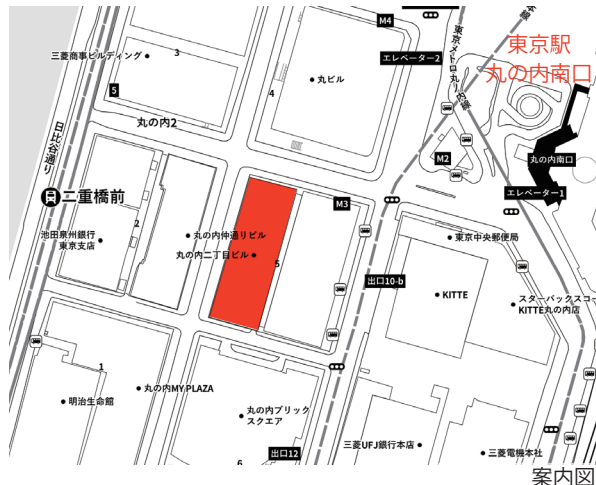 M4
三菱商事ビルディング
3
エレベーター2
東京メトロ丸ノ内線
本線
東京駅
丸の内南口
丸ビル
5
4
丸の内2
日比谷通り
M2
丸の内南口
エレベーター1
二重橋前
M3
池田泉州銀行
東京支店
2
丸の内仲通りビル
丸の内二丁目ビル
5
東京中央郵便局
出口10-b
KITTE
スターバックスコー
KITTE丸の内店
1
丸の内MY PLAZA
明治生命館
丸の内ブリック
スクエア
出口12
6
三菱UFJ銀行本店
三菱電機本社
案内図